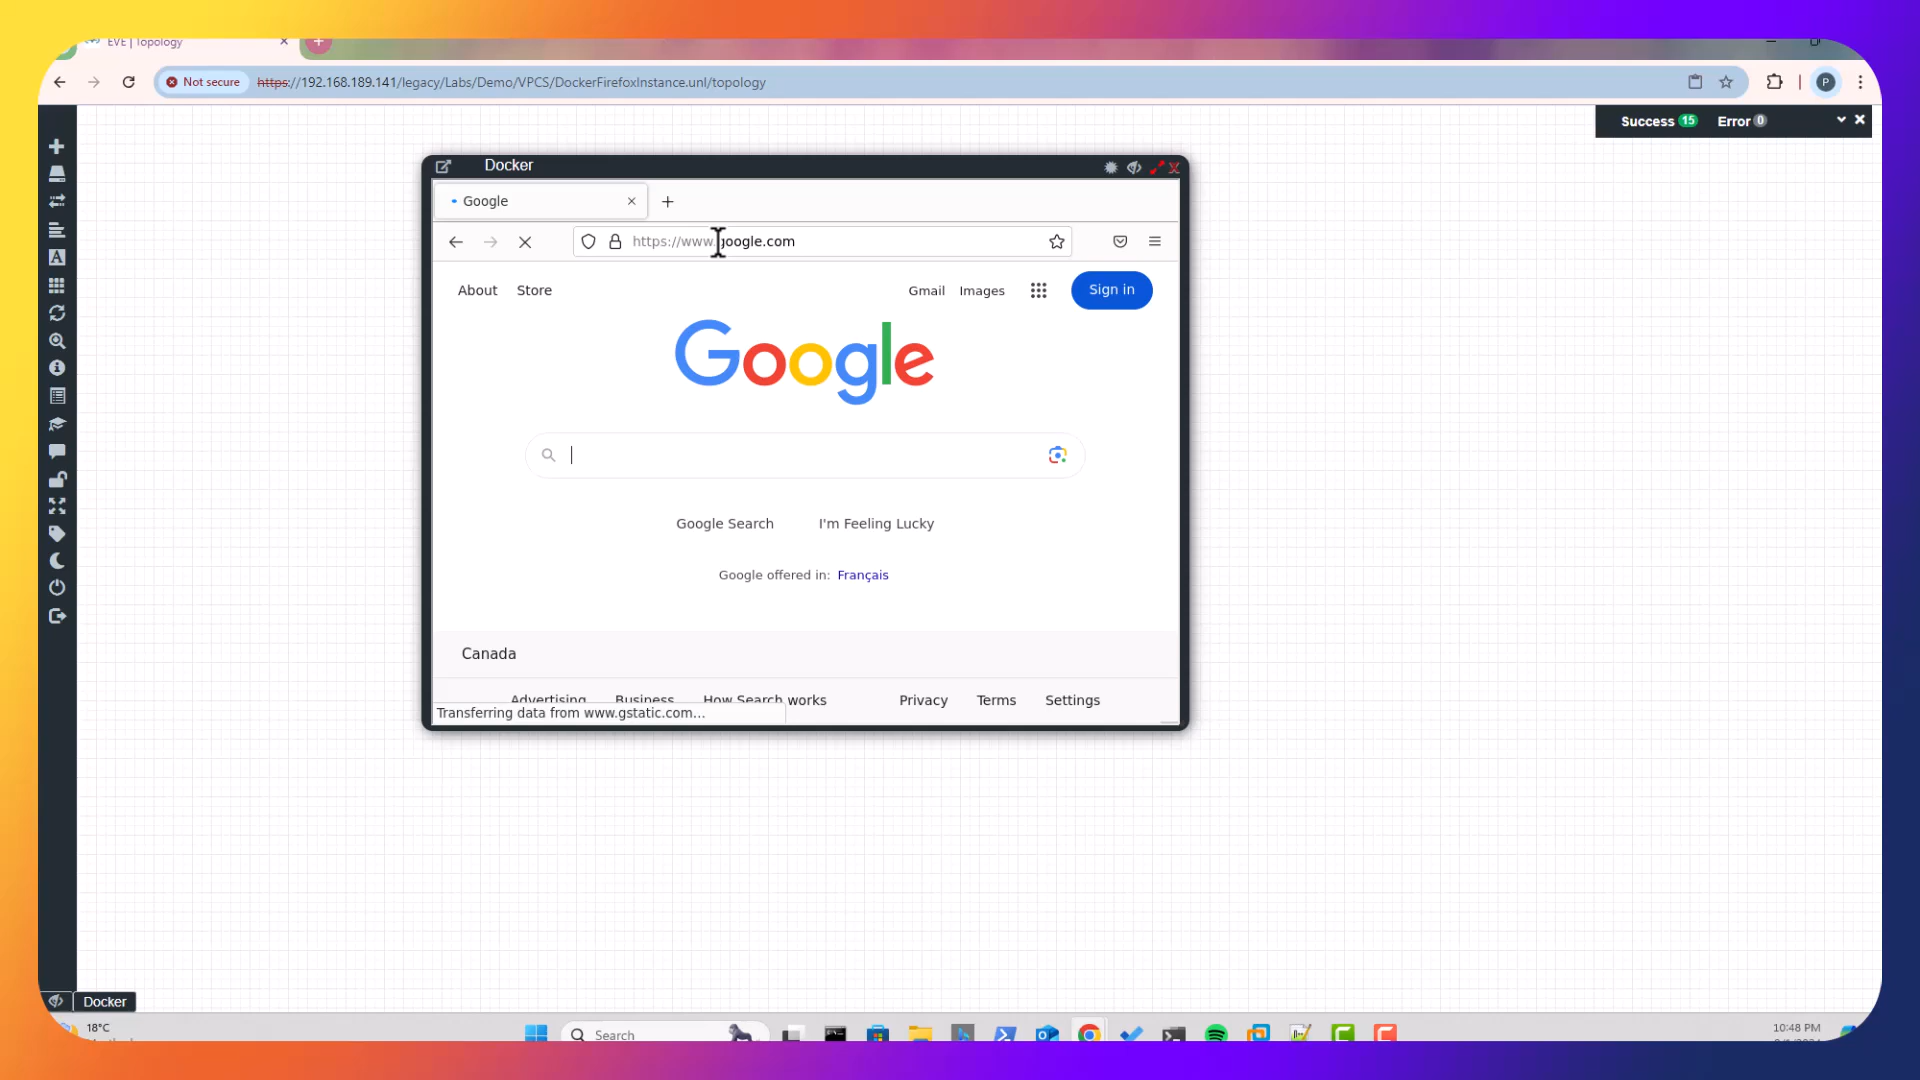 EVE | Topology
Not secure https://192.168.189.141/legacy/Labs/Demo/VPCS/DockerFirefoxInstance.unl/topology
P
Success 15 Error 0
Docker
Google
https://www.google.com
About Store
Gmail Images
Sign in
Google
Google Search I'm Feeling Lucky
Google offered in: Français
Canada
Advertising Business How Search works Privacy Terms Settings
Transferring data from www.gstatic.com...
Docker
18°C
Search
10:48 PM